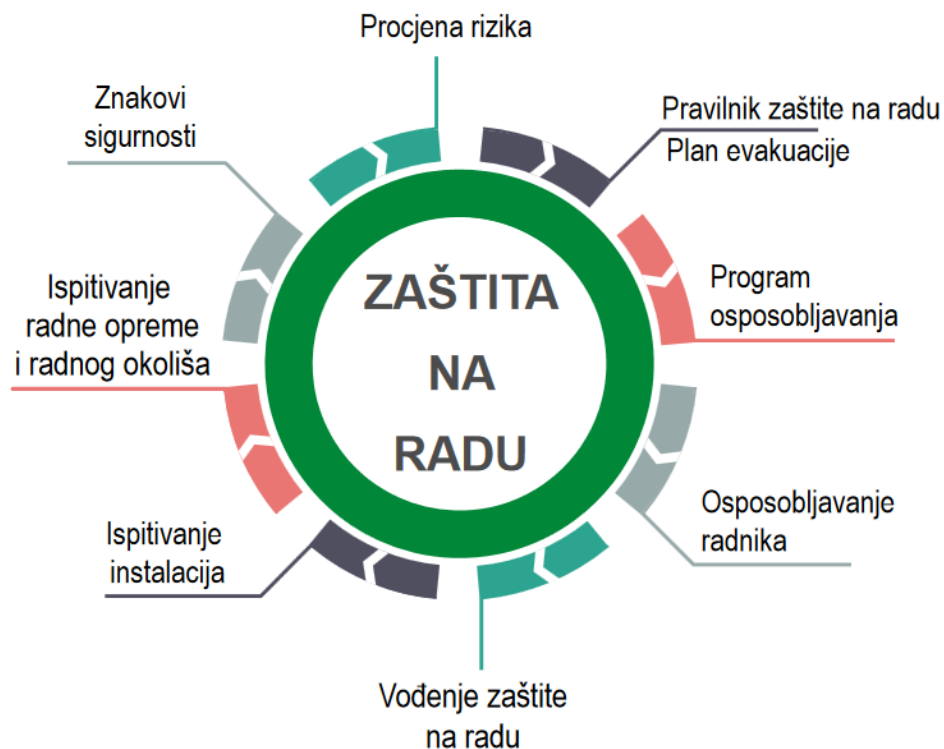 Procjena rizika
Znakovi
sigurnosti
Pravilnik zaštite na radu
Plan evakuacije
ZAŠTITA
NA
RADU
Ispitivanje
radne opreme
i radnog okoliša
Program
osposobljavanja
Osposobljavanje
radnika
Ispitivanje
instalacija
Vođenje zaštite
na radu